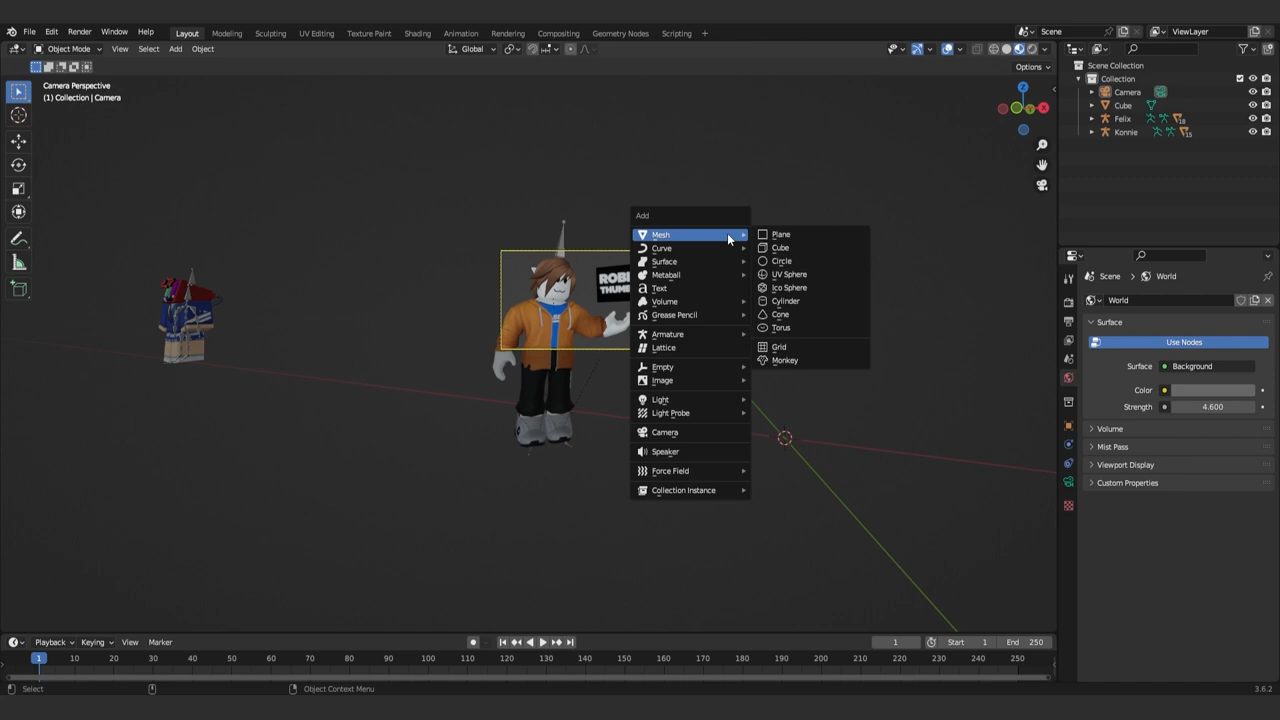 File Edit Render Window Help Layout Modeling Sculpting UV Editing Texture Paint Shading Animation Rendering Compositing Geometry Nodes Scripting + Scene ViewLayer
Object Mode View Select Add Object Global
Options
Camera Perspective
(1) Collection | Camera
Scene Collection
Collection
Camera
Cube
Felix 18
Konnie 15
Z
X
Add
Mesh
Curve
Surface
Metaball
Text
Volume
Grease Pencil
Armature
Lattice
Empty
Image
Light
Light Probe
Camera
Speaker
Force Field
Collection Instance
Plane
Cube
Circle
UV Sphere
Ico Sphere
Cylinder
Cone
Torus
Grid
Monkey
THUMB
Scene World
World
Surface
Use Nodes
Surface Background
Color
Strength 4.600
Volume
Mist Pass
Viewport Display
Custom Properties
Playback Keying View Marker 1 Start 1 End 250
1 10 20 30 40 50 60 70 80 90 100 110 120 130 140 150 160 170 180 190 200 210 220 230 240 250
Select Object Context Menu 3.6.2